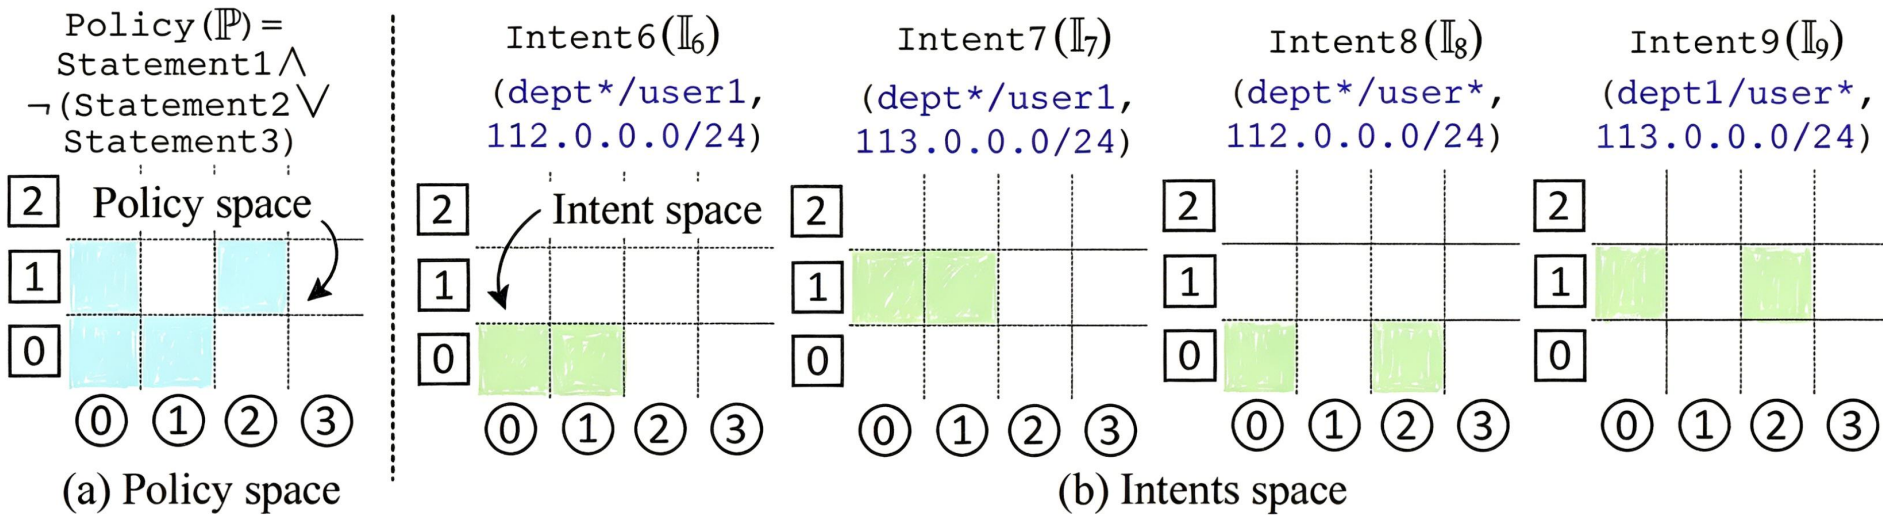 Policy(ℙ)=
Statement1∧
¬(Statement2∨
Statement3)
2
Policy space
1
0
0 1 2 3
(a) Policy space
Intent6(𝕀6)
(dept*/user1,
112.0.0.0/24)
2
Intent space
1
0
0 1 2 3
Intent7(𝕀7)
(dept*/user1,
113.0.0.0/24)
2
1
0
0 1 2 3
Intent8(𝕀8)
(dept*/user*,
112.0.0.0/24)
2
1
0
0 1 2 3
Intent9(𝕀9)
(dept1/user*,
113.0.0.0/24)
2
1
0
0 1 2 3
(b) Intents space